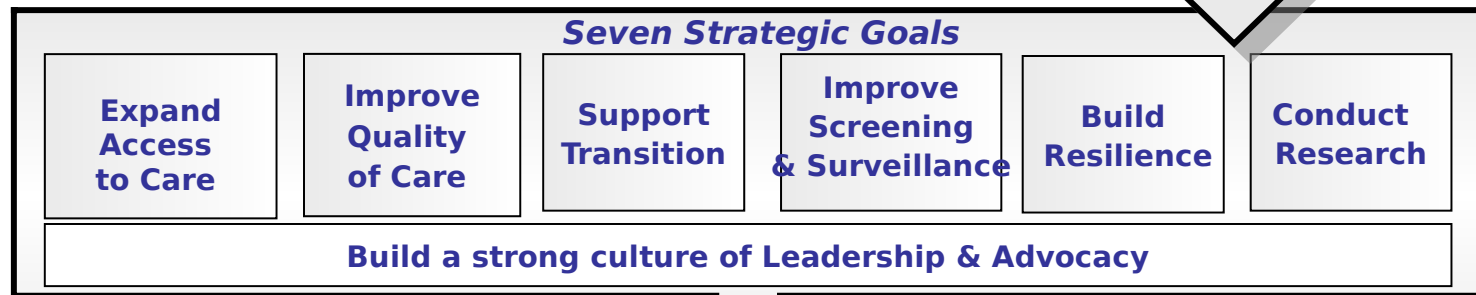 Seven Strategic Goals
Expand
Access
to Care
Improve
Quality
of Care
Support
Transition
Improve
Screening
& Surveillance
Build
Resilience
Conduct
Research
Build a strong culture of Leadership & Advocacy